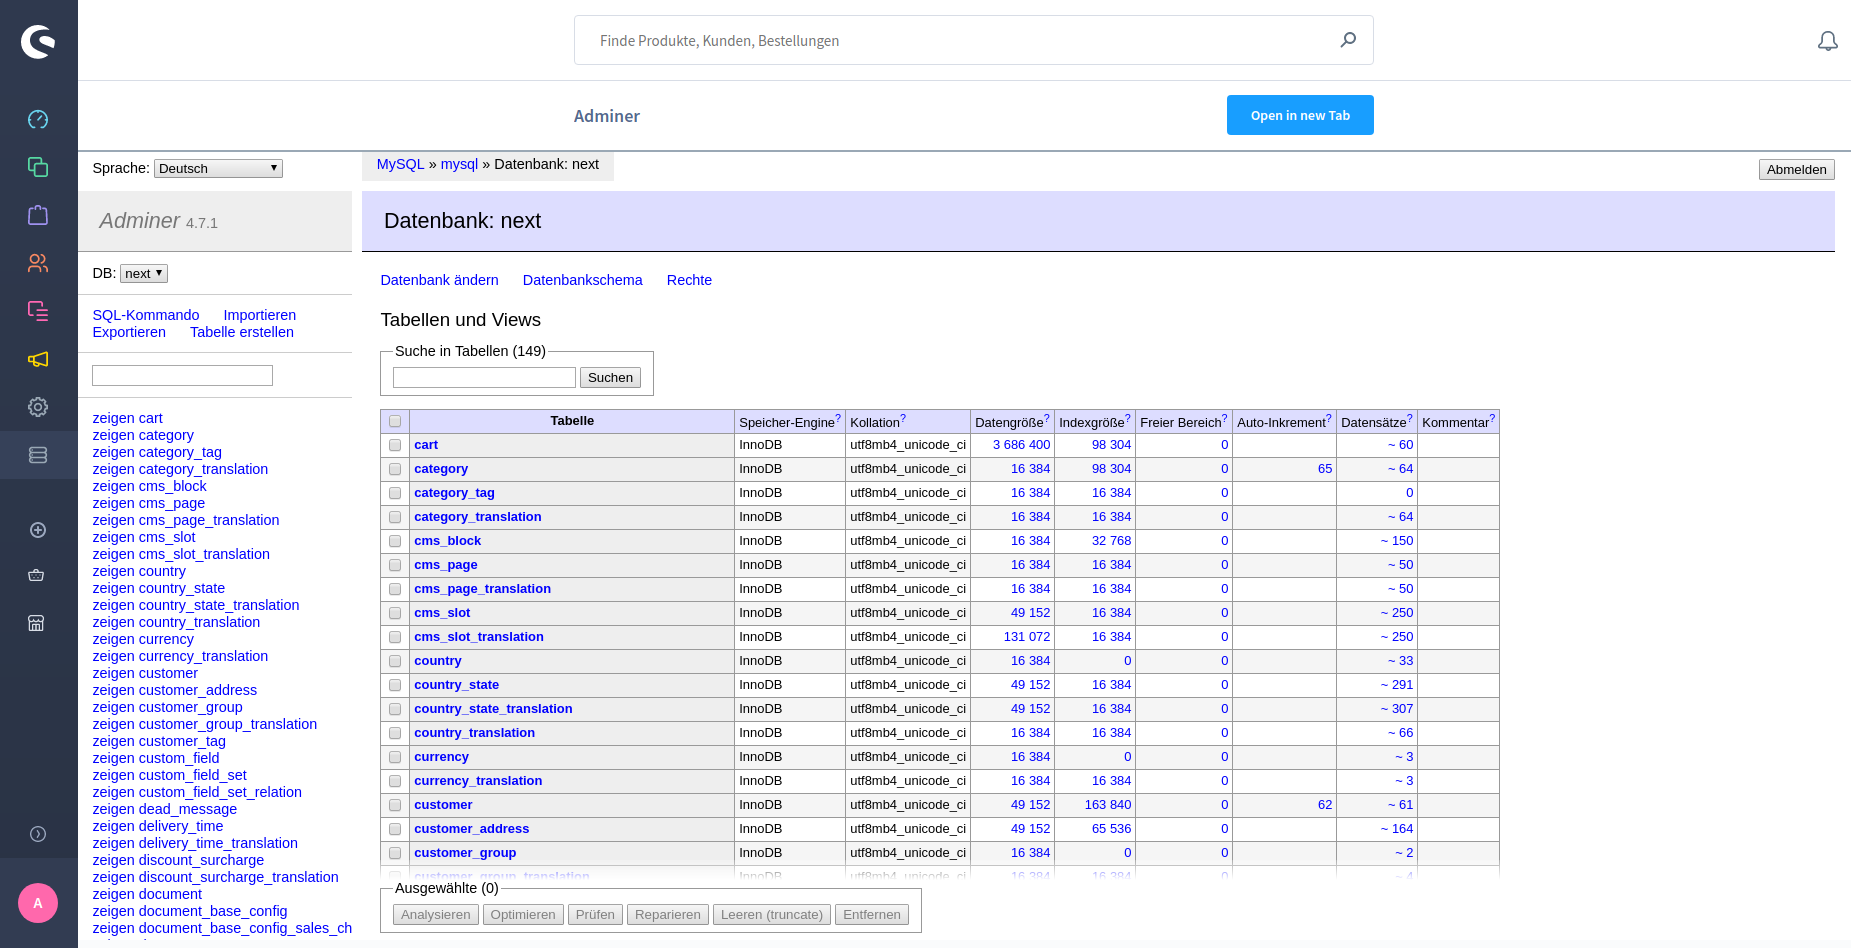 Finde Produkte, Kunden, Bestellungen
Adminer
Open in new Tab
Sprache: Deutsch
MySQL » mysql » Datenbank: next
Abmelden
Adminer 4.7.1
Datenbank: next
DB: next
Datenbank ändern Datenbankschema Rechte
SQL-Kommando Importieren
Exportieren Tabelle erstellen
zeigen cart
zeigen category
zeigen category_tag
zeigen category_translation
zeigen cms_block
zeigen cms_page
zeigen cms_page_translation
zeigen cms_slot
zeigen cms_slot_translation
zeigen country
zeigen country_state
zeigen country_state_translation
zeigen country_translation
zeigen currency
zeigen currency_translation
zeigen customer
zeigen customer_address
zeigen customer_group
zeigen customer_group_translation
zeigen customer_tag
zeigen custom_field
zeigen custom_field_set
zeigen custom_field_set_relation
zeigen dead_message
zeigen delivery_time
zeigen delivery_time_translation
zeigen discount_surcharge
zeigen discount_surcharge_translation
zeigen document
zeigen document_base_config
zeigen document_base_config_sales_ch
Tabellen und Views
Suche in Tabellen (149)
Suchen
Tabelle Speicher-Engine? Kollation? Datengröße? Indexgröße? Freier Bereich? Auto-Inkrement? Datensätze? Kommentar?
cart InnoDB utf8mb4_unicode_ci 3 686 400 98 304 0 ~ 60
category InnoDB utf8mb4_unicode_ci 16 384 98 304 0 65 ~ 64
category_tag InnoDB utf8mb4_unicode_ci 16 384 16 384 0 0
category_translation InnoDB utf8mb4_unicode_ci 16 384 16 384 0 ~ 64
cms_block InnoDB utf8mb4_unicode_ci 16 384 32 768 0 ~ 150
cms_page InnoDB utf8mb4_unicode_ci 16 384 16 384 0 ~ 50
cms_page_translation InnoDB utf8mb4_unicode_ci 16 384 16 384 0 ~ 50
cms_slot InnoDB utf8mb4_unicode_ci 49 152 16 384 0 ~ 250
cms_slot_translation InnoDB utf8mb4_unicode_ci 131 072 16 384 0 ~ 250
country InnoDB utf8mb4_unicode_ci 16 384 0 0 ~ 33
country_state InnoDB utf8mb4_unicode_ci 49 152 16 384 0 ~ 291
country_state_translation InnoDB utf8mb4_unicode_ci 49 152 16 384 0 ~ 307
country_translation InnoDB utf8mb4_unicode_ci 16 384 16 384 0 ~ 66
currency InnoDB utf8mb4_unicode_ci 16 384 0 0 ~ 3
currency_translation InnoDB utf8mb4_unicode_ci 16 384 16 384 0 ~ 3
customer InnoDB utf8mb4_unicode_ci 49 152 163 840 0 62 ~ 61
customer_address InnoDB utf8mb4_unicode_ci 49 152 65 536 0 ~ 164
customer_group InnoDB utf8mb4_unicode_ci 16 384 0 0 ~ 2
customer_group_translation InnoDB utf8mb4_unicode_ci 16 384 16 384 0 ~ 4
Ausgewählte (0)
Analysieren Optimieren Prüfen Reparieren Leeren (truncate) Entfernen
A